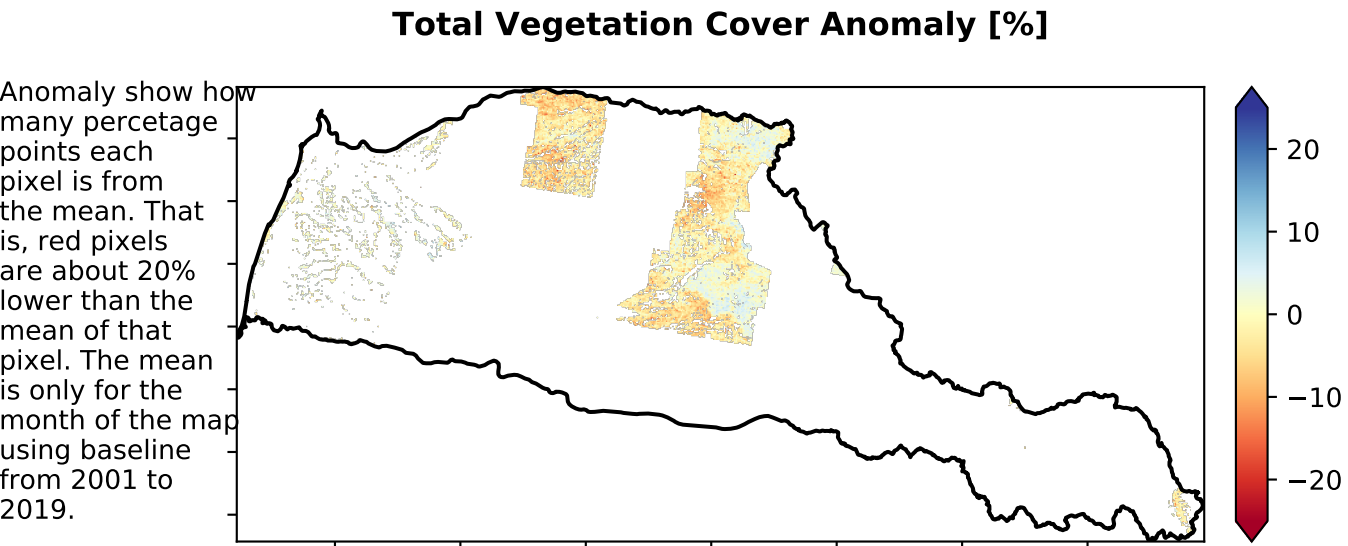 Total Vegetation Cover Anomaly [%]
Anomaly show how
many percetage
points each
pixel is from
the mean. That
is, red pixels
are about 20%
lower than the
mean of that
pixel. The mean
is only for the
month of the map
using baseline
from 2001 to
2019.
20
10
0
−10
−20